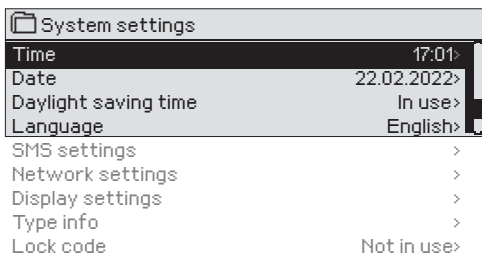 System settings
Time 17:01>
Date 22.02.2022>
Daylight saving time In use>
Language English>
SMS settings >
Network settings >
Display settings >
Type info >
Lock code Not in use>